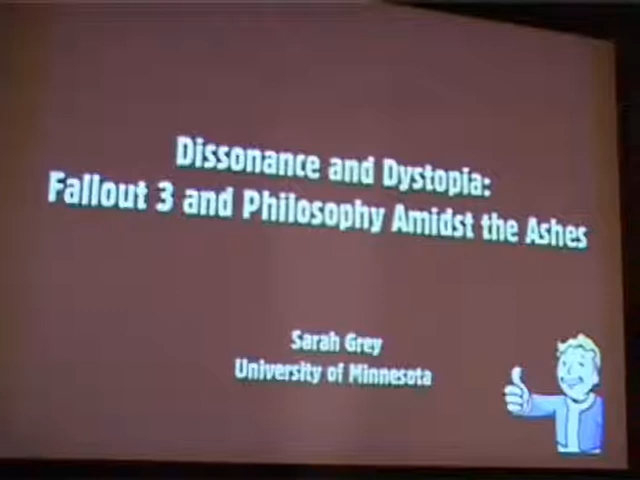 Dissonance and Dystopia:
Fallout 3 and Philosophy Amidst the Ashes
Sarah Grey
University of Minnesota